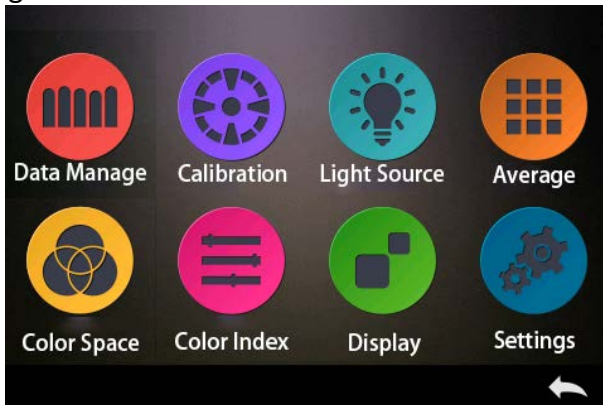 Data Manage
Calibration
Light Source
Average
Color Space
Color Index
Display
Settings